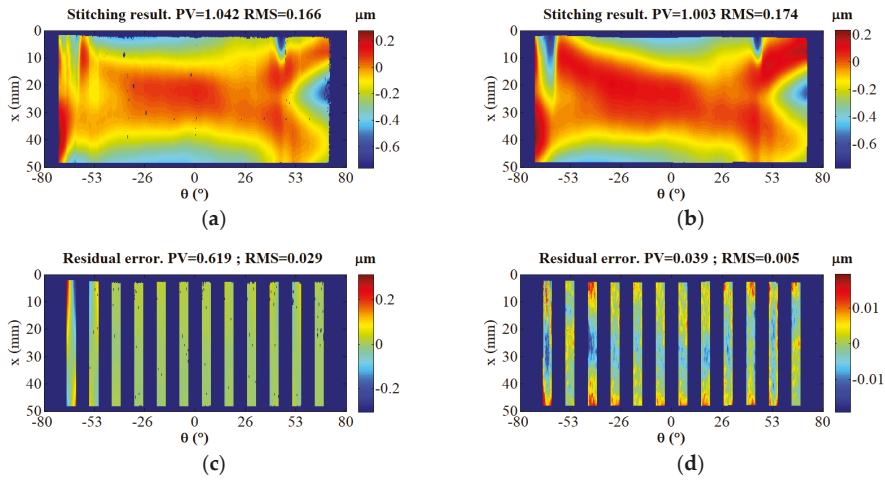 Stitching result. PV=1.042 RMS=0.166 μm
0
10
20
30
40
50
x (mm)
-80 -53 -26 0 26 53 80
θ (°)
0.2
0
-0.2
-0.4
-0.6
(a)
Stitching result. PV=1.003 RMS=0.174 μm
0
10
20
30
40
50
x (mm)
-80 -53 -26 0 26 53 80
θ (°)
0.2
0
-0.2
-0.4
-0.6
(b)
Residual error. PV=0.619 ; RMS=0.029 μm
0
10
20
30
40
50
x (mm)
-80 -53 -26 0 26 53 80
θ (°)
0.2
0
-0.2
(c)
Residual error. PV=0.039 ; RMS=0.005 μm
0
10
20
30
40
50
x (mm)
-80 -53 -26 0 26 53 80
θ (°)
0.01
0
-0.01
(d)